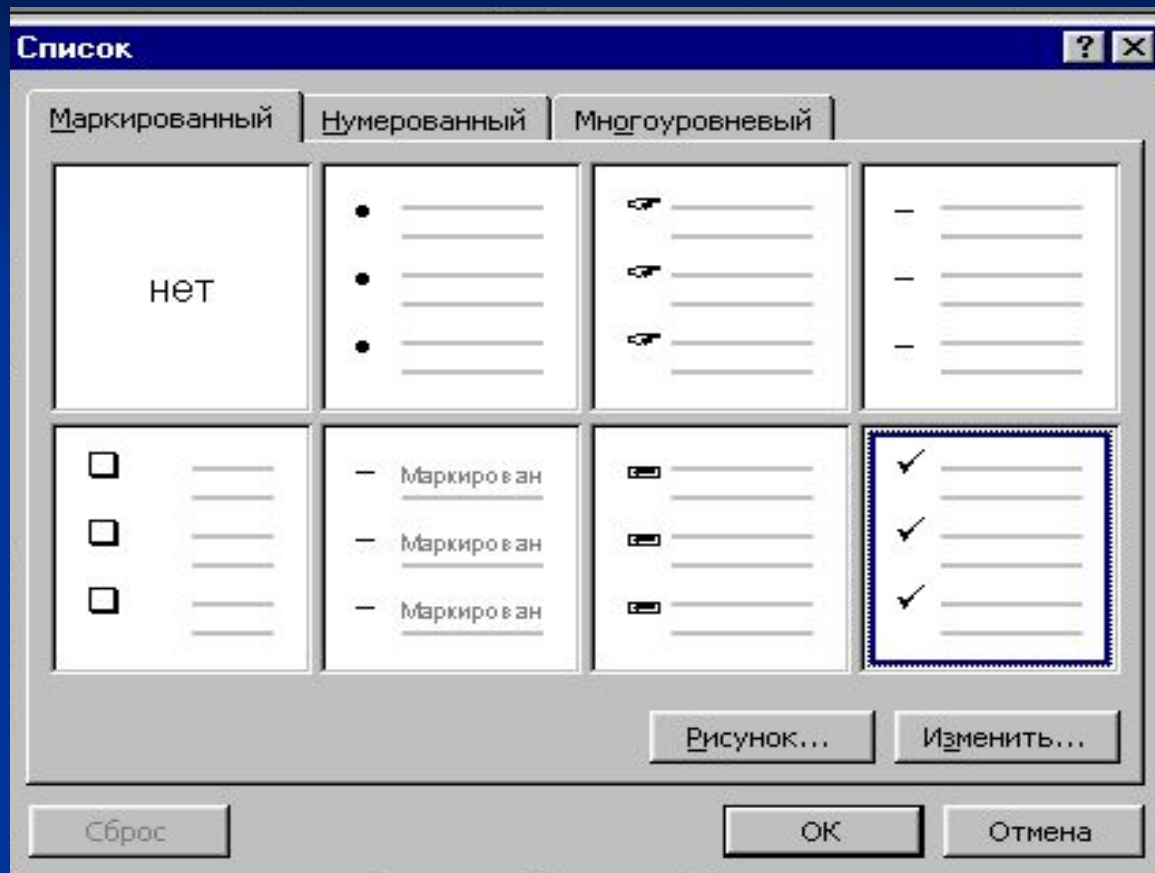 Список
Маркированный Нумерованный Многоуровневый
нет
Маркирован
Маркирован
Маркирован
Рисунок... Изменить...
Сброс ОК Отмена